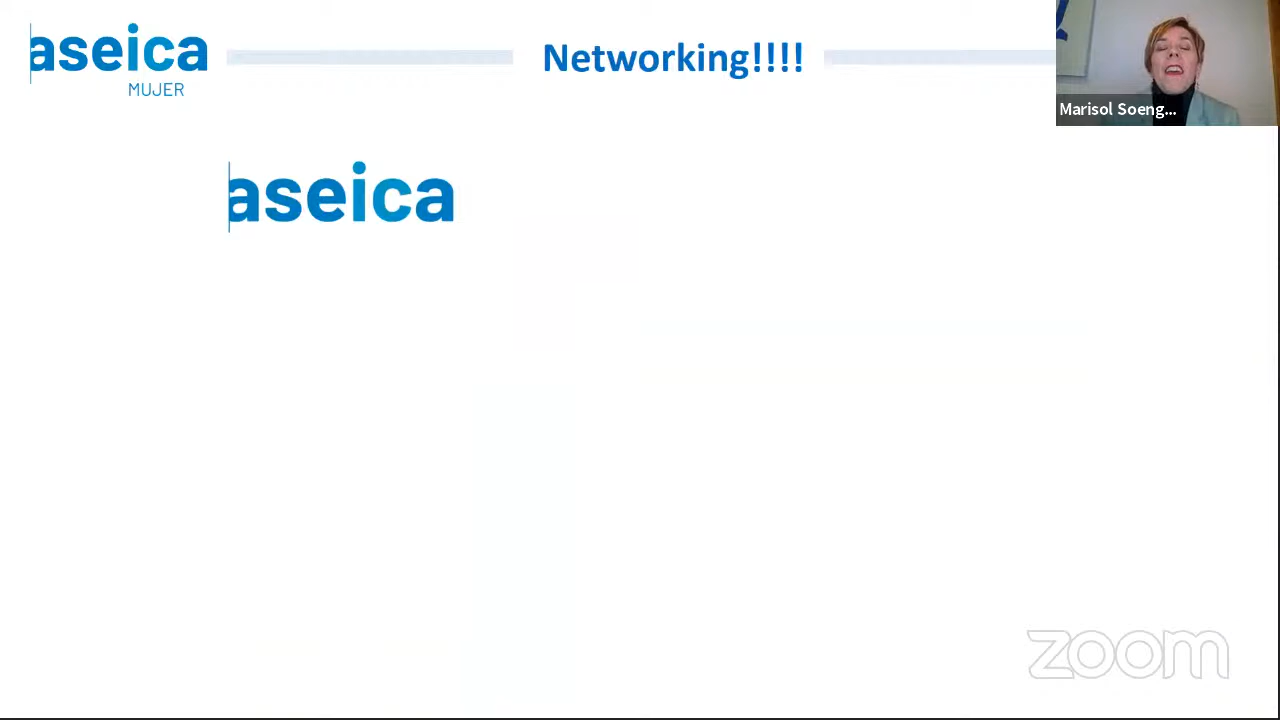 aseica
MUJER
Networking!!!!
Marisol Soeng...
aseica
zoom